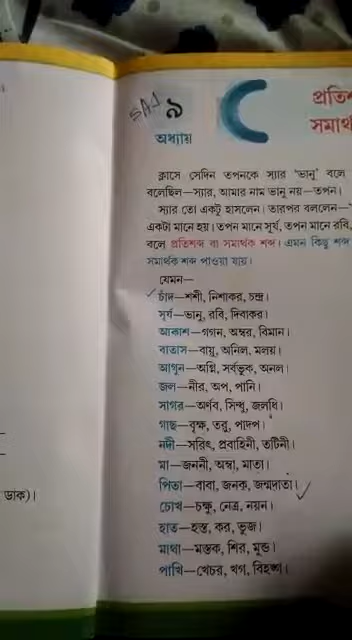 ৯
অধ্যায়
প্রতিশ
সমার্থ
ক্লাসে সেদিন তপনকে স্যার 'ভানু' বলে
বলেছিল—স্যার, আমার নাম ভানু নয়—তপন।
স্যার তো একটু হাসলেন। তারপর বললেন—'
একটা মানে হয়। তপন মানে সূর্য, তপন মানে রবি,
বলে প্রতিশব্দ বা সমার্থক শব্দ। এমন কিছু শব্দ
সমার্থক শব্দ পাওয়া যায়।
যেমন—
চাঁদ—শশী, নিশাকর, চন্দ্র।
সূর্য—ভানু, রবি, দিবাকর।
আকাশ—গগন, অম্বর, বিমান।
বাতাস—বায়ু, অনিল, মলয়।
আগুন—অগ্নি, সর্বভুক, অনল।
জল—নীর, অপ, পানি।
সাগর—অর্ণব, সিন্ধু, জলধি।
গাছ—বৃক্ষ, তরু, পাদপ।
নদী—সরিৎ, প্রবাহিনী, তটিনী।
মা—জননী, অম্বা, মাতা।
পিতা—বাবা, জনক, জন্মদাতা।
ডাক)।
চোখ—চক্ষু, নেত্র, নয়ন।
হাত—হস্ত, কর, ভুজ।
মাথা—মস্তক, শির, মুন্ড।
পাখি—খেচর, খগ, বিহঙ্গ।